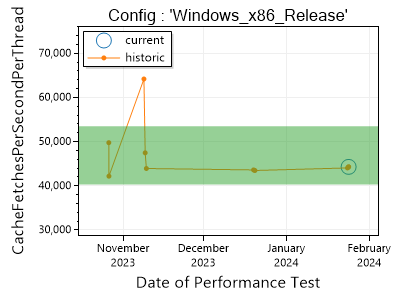 Config : 'Windows_x86_Release'
CacheFetchesPerSecondPerThread
current
historic
70,000
60,000
50,000
40,000
30,000
November
2023
December
2023
January
2024
February
2024
Date of Performance Test